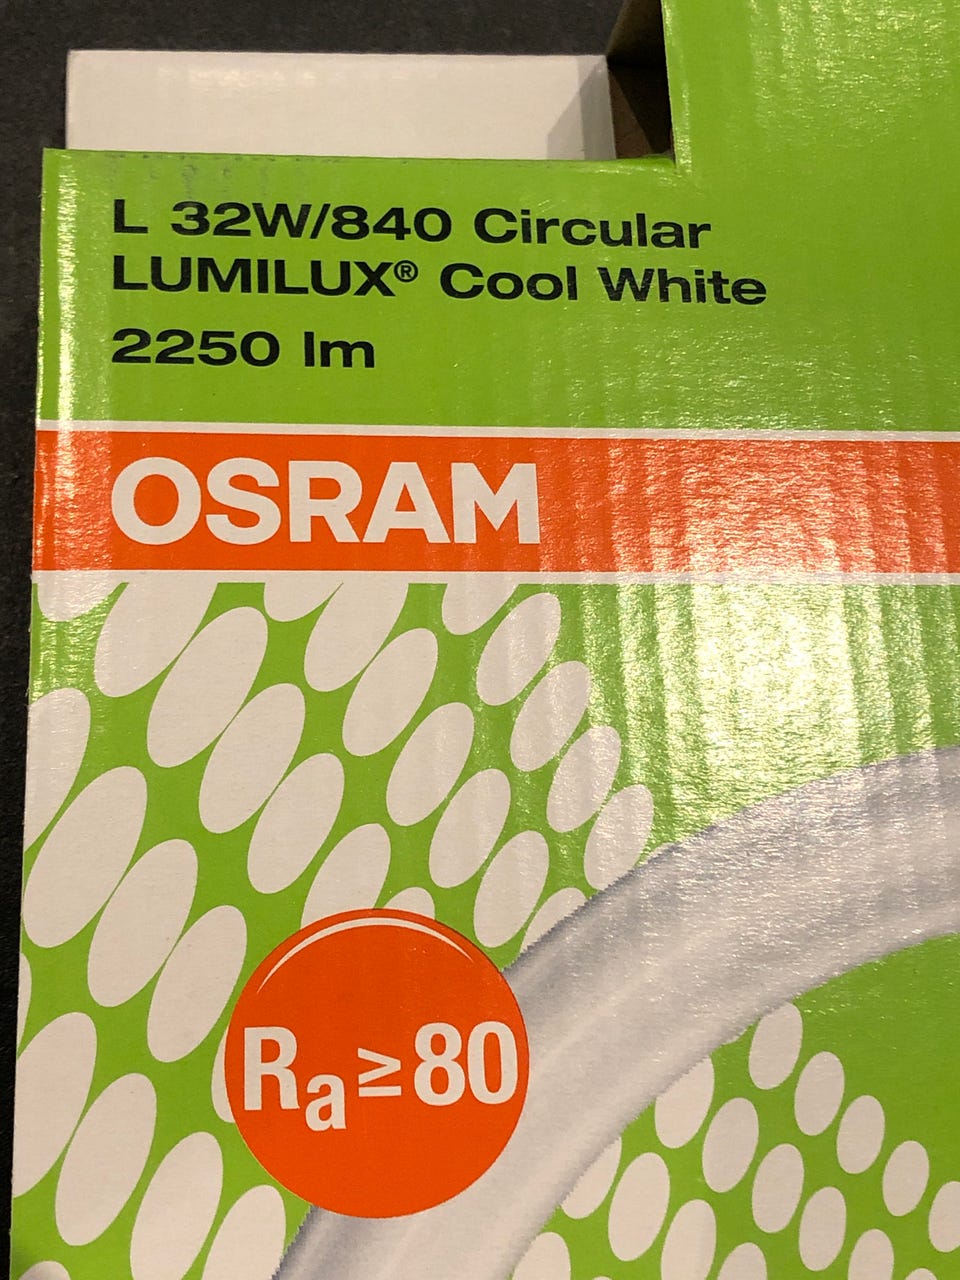 L 32W/840 Circular
LUMILUX® Cool White
2250 lm
OSRAM
Ra≥80